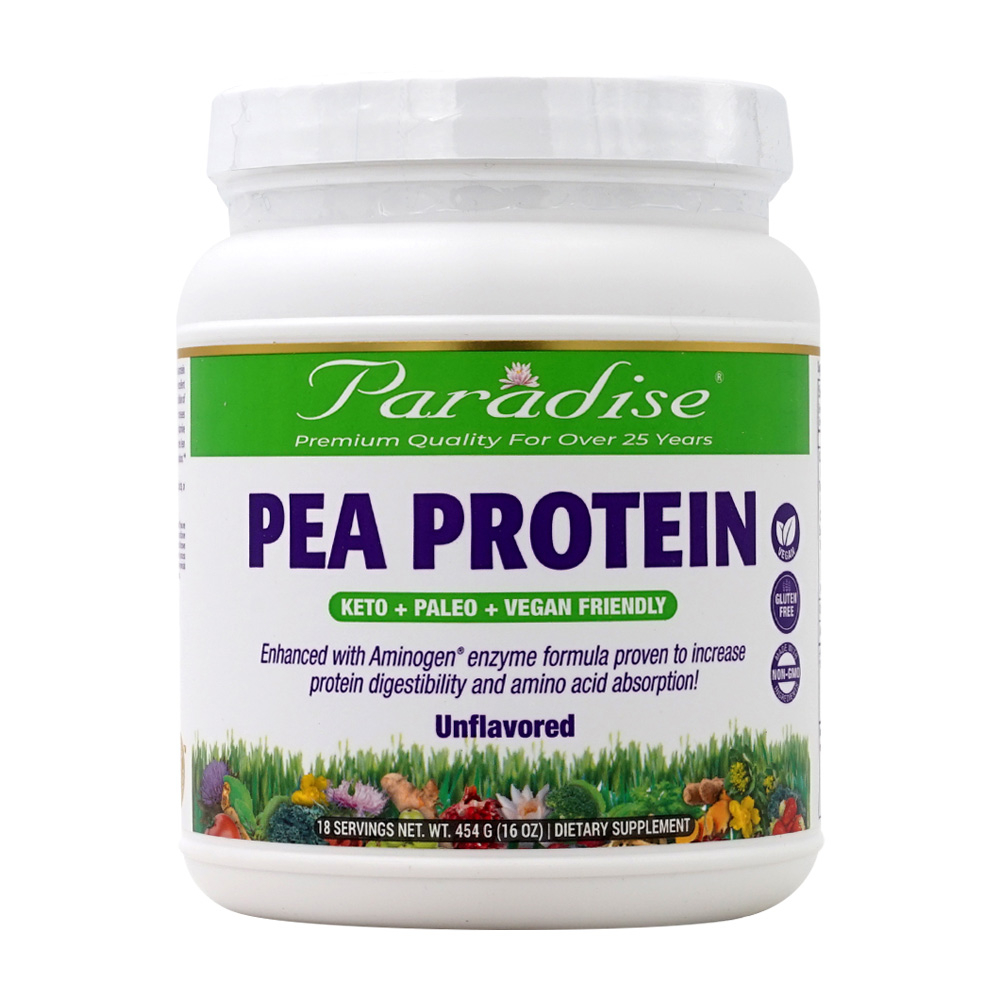 Paradise®
Premium Quality For Over 25 Years
PEA PROTEIN
VEGAN
KETO + PALEO + VEGAN FRIENDLY
GLUTEN
FREE
Enhanced with Aminogen® enzyme formula proven to increase
protein digestibility and amino acid absorption!
NON-GMO
Unflavored
18 SERVINGS NET. WT. 454 G (16 OZ) | DIETARY SUPPLEMENT